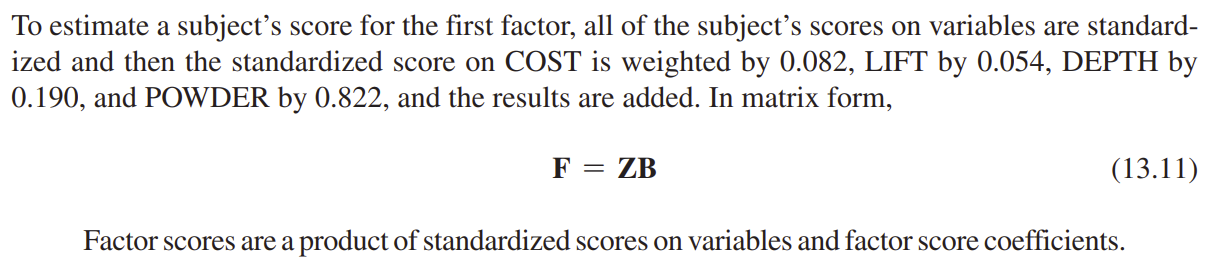 To estimate a subject’s score for the first factor, all of the subject’s scores on variables are standard-
ized and then the standardized score on COST is weighted by 0.082, LIFT by 0.054, DEPTH by
0.190, and POWDER by 0.822, and the results are added. In matrix form,
F = ZB (13.11)
Factor scores are a product of standardized scores on variables and factor score coefficients.